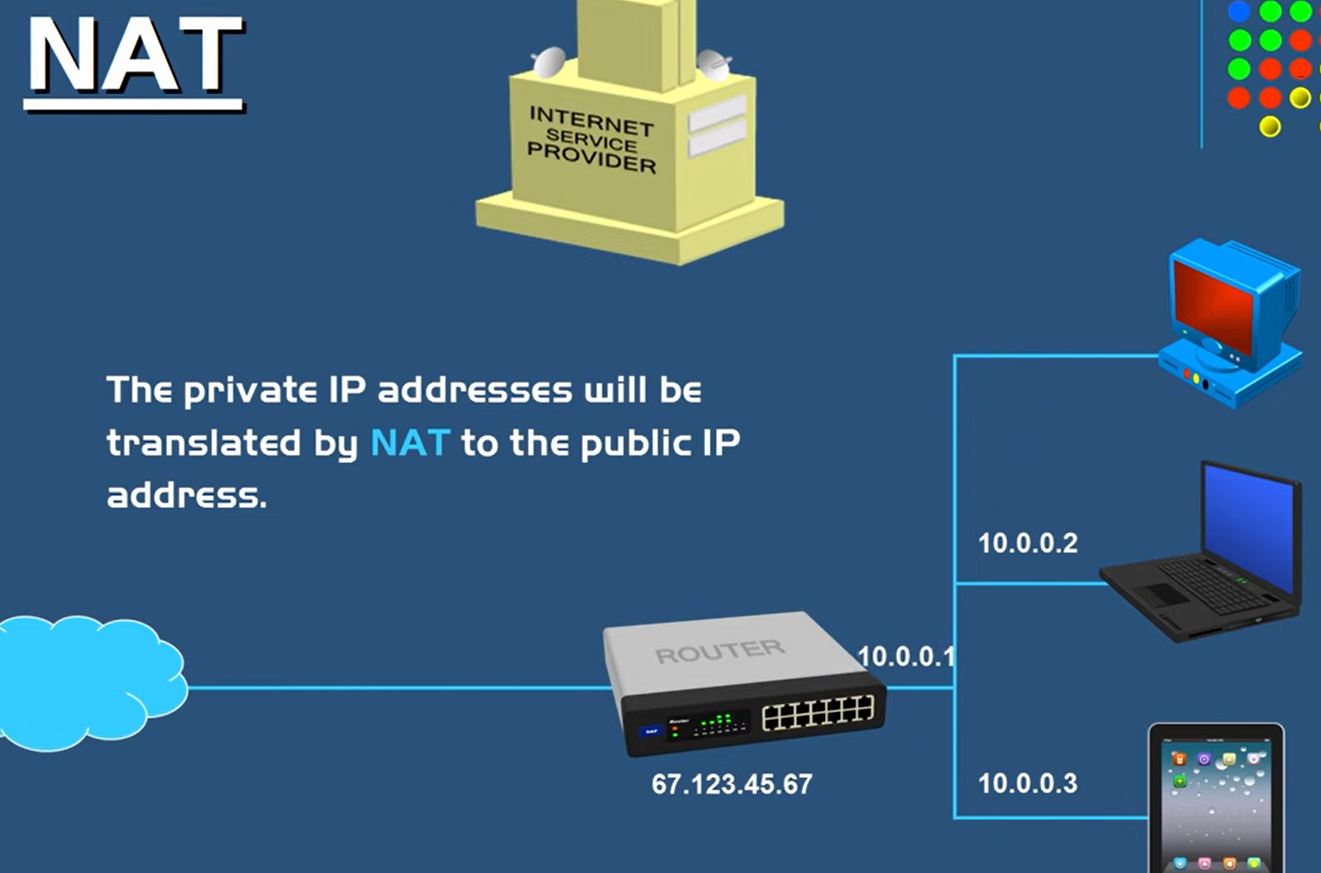 NAT
INTERNET
SERVICE
PROVIDER
The private IP addresses will be
translated by NAT to the public IP
address.
10.0.0.2
ROUTER
10.0.0.1
Router
67.123.45.67
10.0.0.3